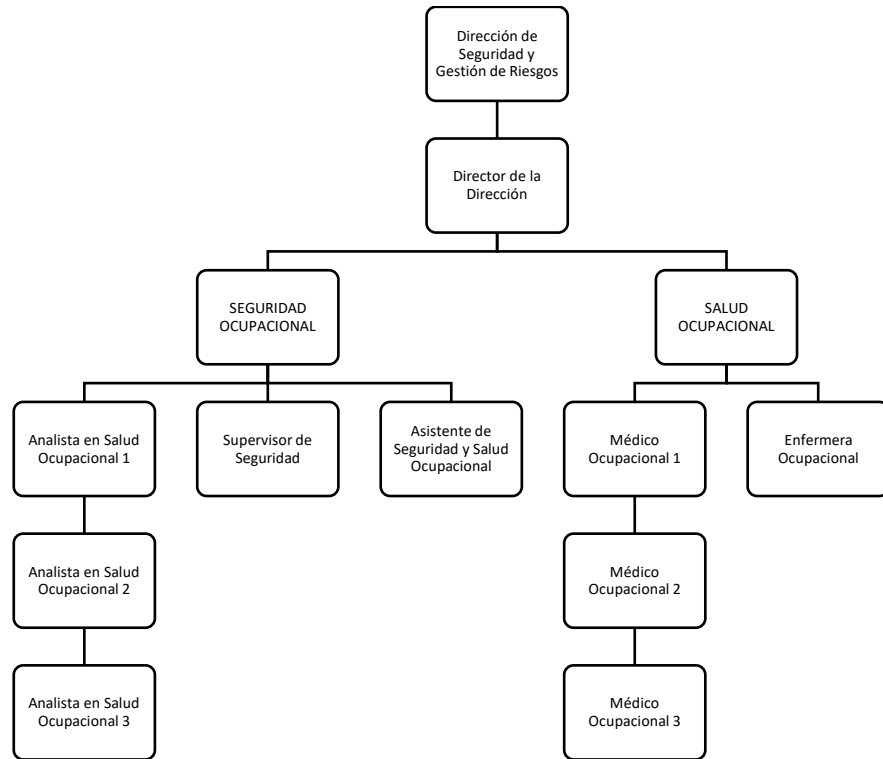 Dirección de
Seguridad y
Gestión de Riesgos
Director de la
Dirección
SEGURIDAD
OCUPACIONAL
SALUD
OCUPACIONAL
Analista en Salud
Ocupacional 1
Supervisor de
Seguridad
Asistente de
Seguridad y Salud
Ocupacional
Médico
Ocupacional 1
Enfermera
Ocupacional
Analista en Salud
Ocupacional 2
Médico
Ocupacional 2
Analista en Salud
Ocupacional 3
Médico
Ocupacional 3